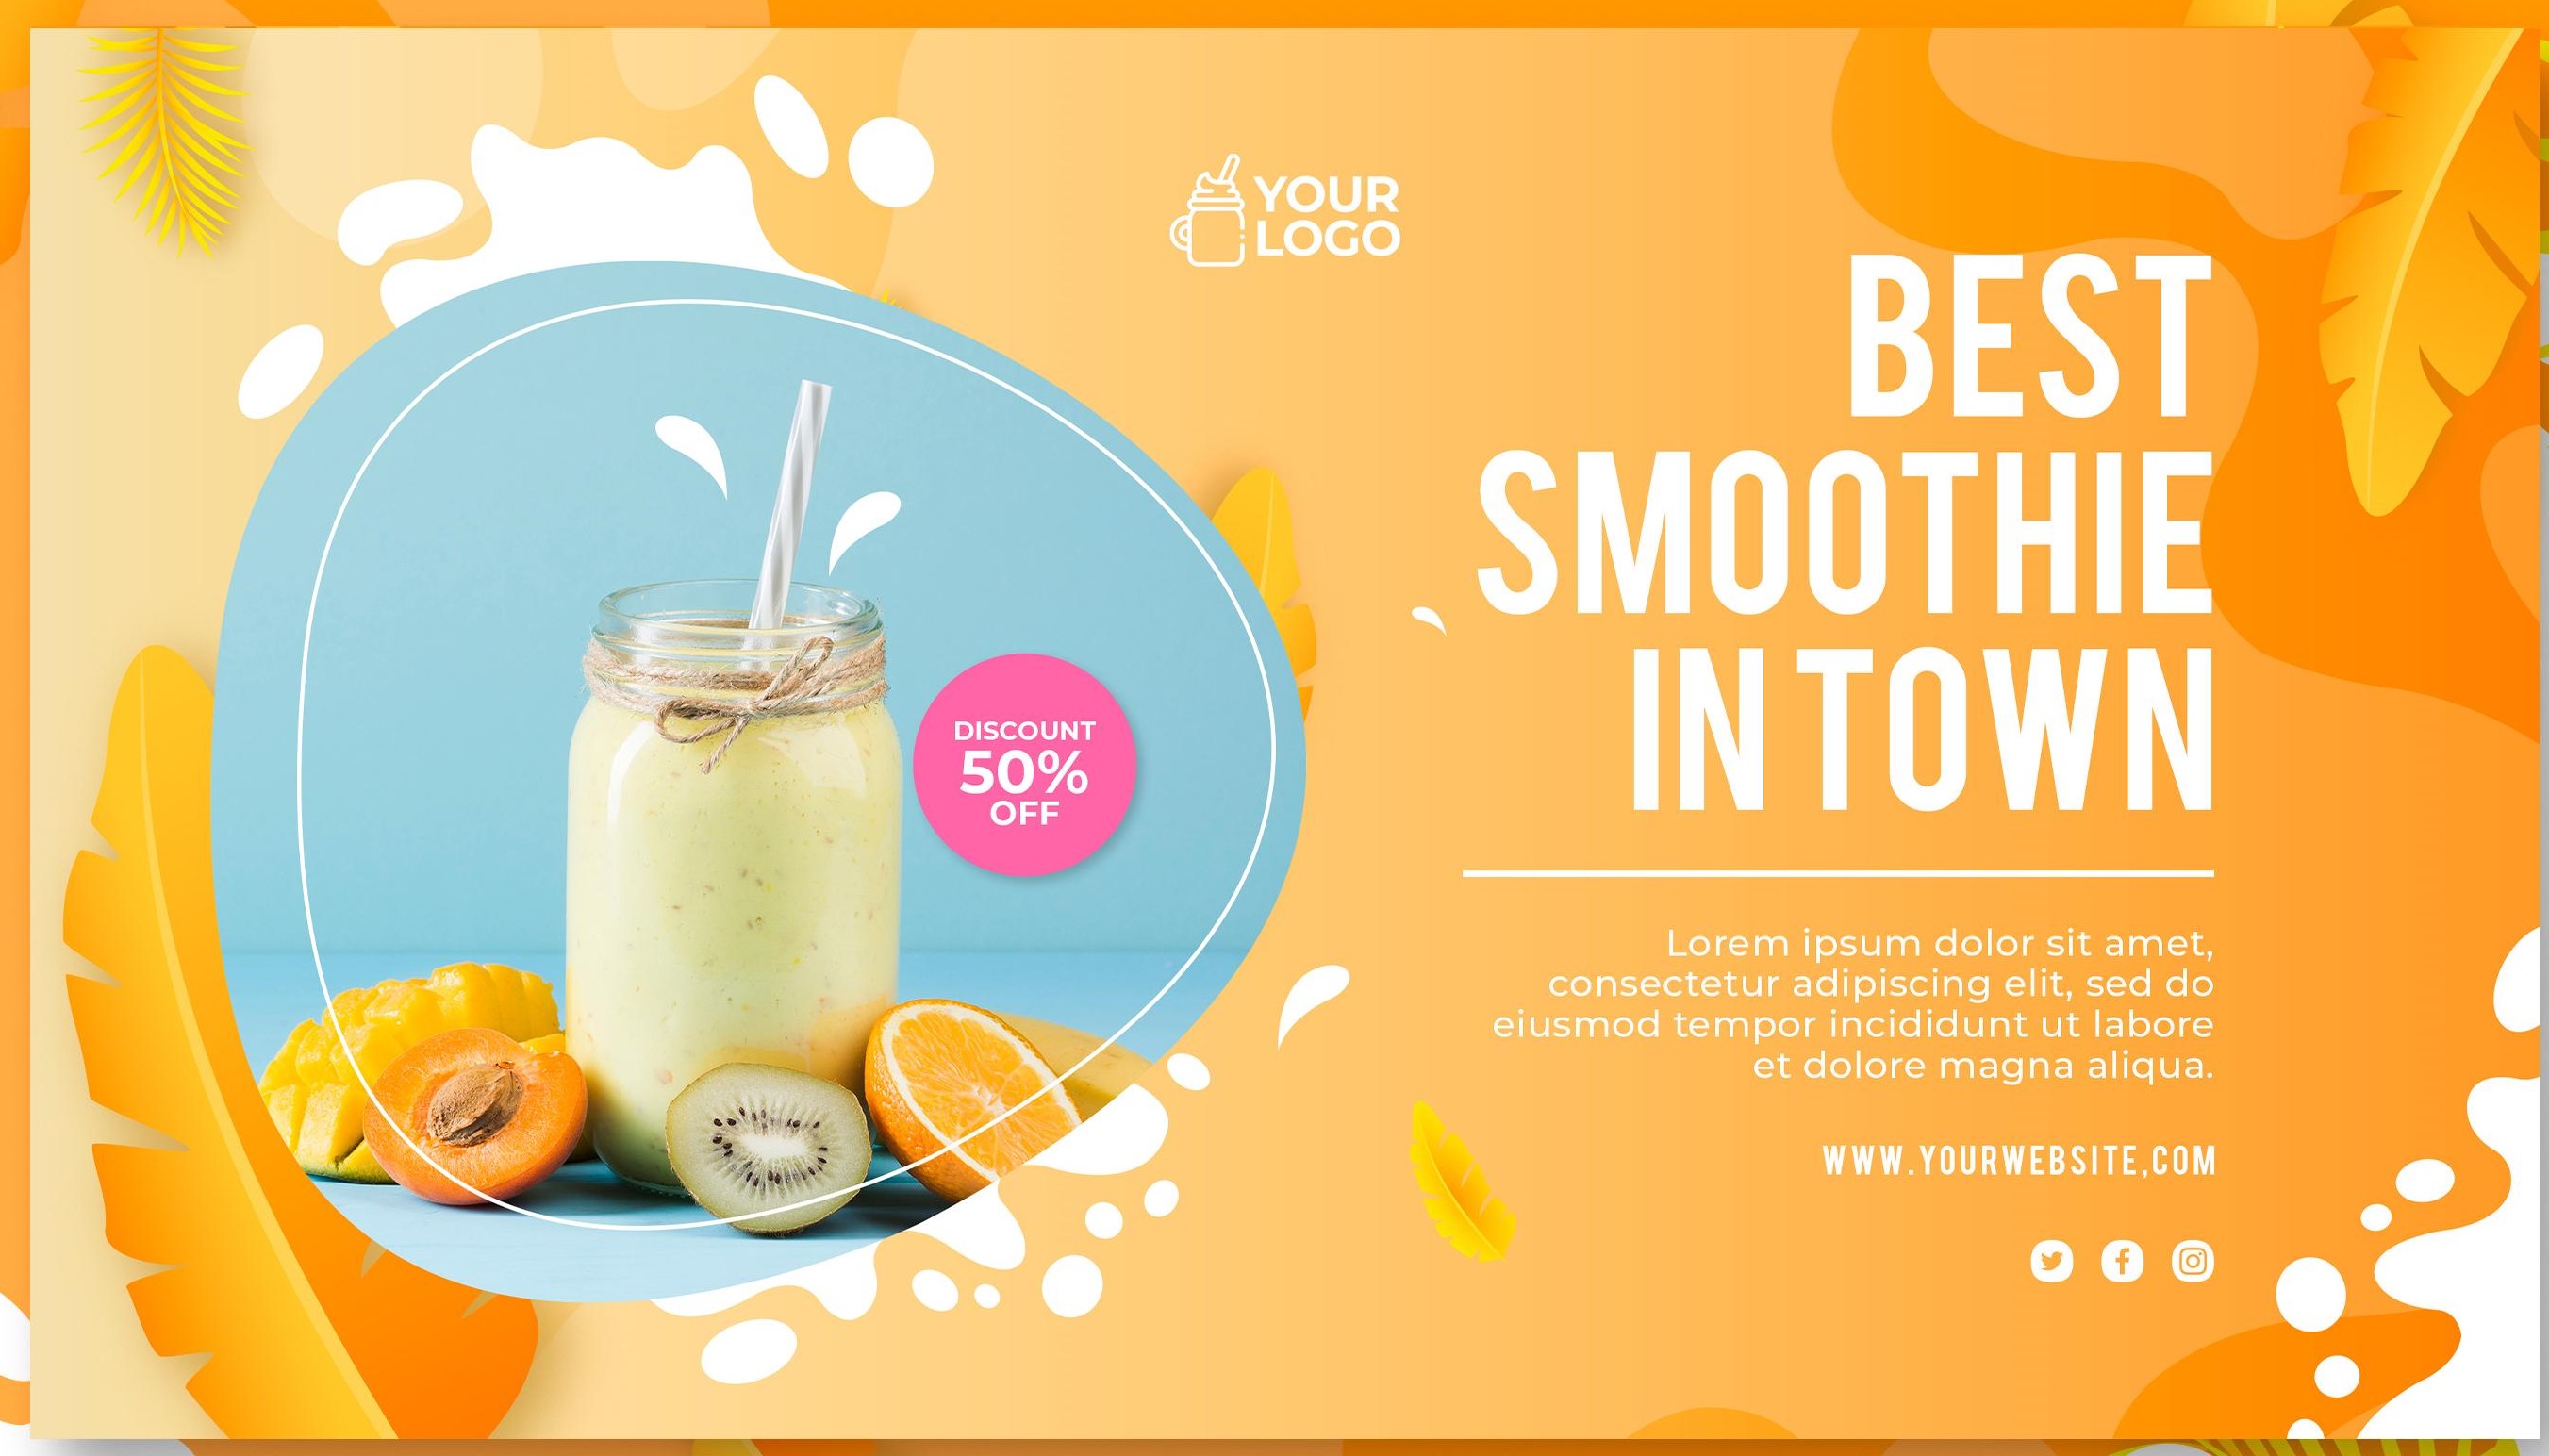 YOUR
LOGO
BEST
SMOOTHIE
IN TOWN
DISCOUNT
50%
OFF
Lorem ipsum dolor sit amet,
consectetur adipiscing elit, sed do
eiusmod tempor incididunt ut labore
et dolore magna aliqua.
WWW.YOURWEBSITE,COM